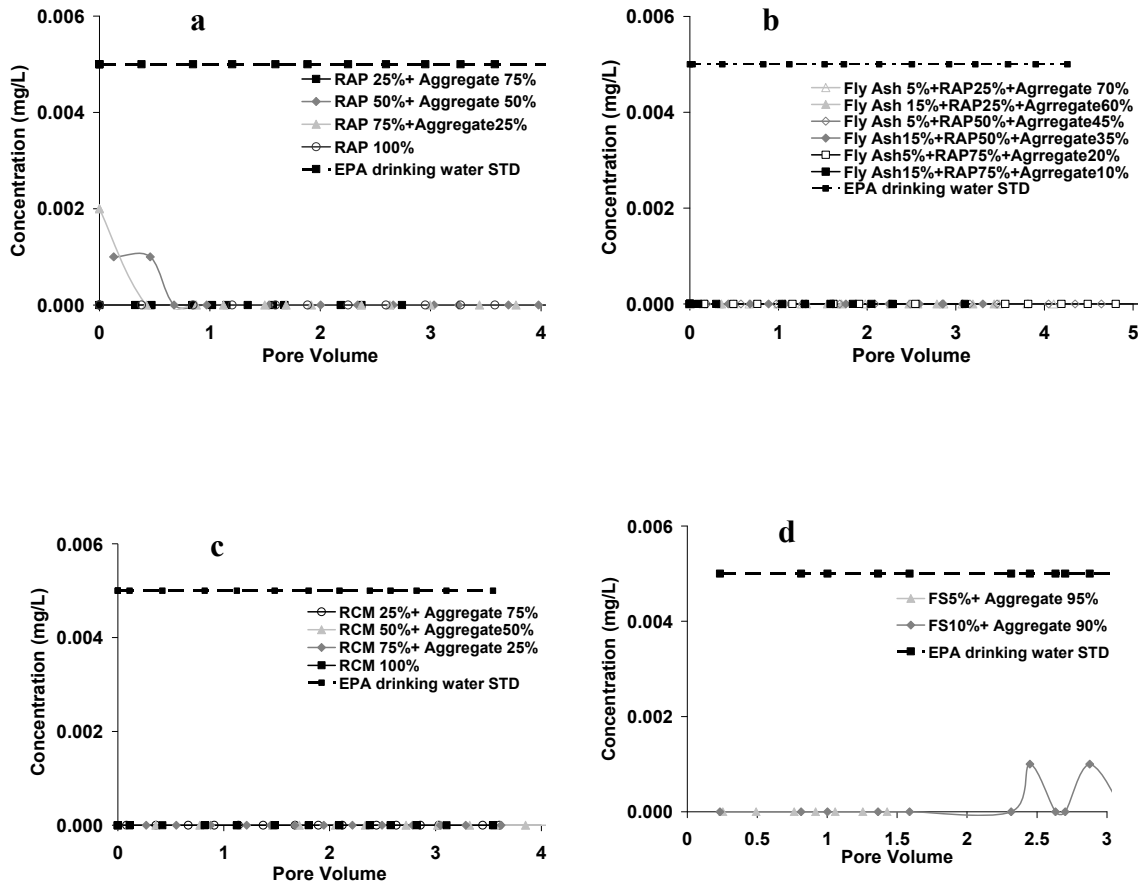 a
0.006
0.004
0.002
0.000
Concentration (mg/L)
RAP 25%+ Aggregate 75%
RAP 50%+ Aggregate 50%
RAP 75%+Aggregate25%
RAP 100%
EPA drinking water STD
0 1 2 3 4
Pore Volume
b
0.006
0.004
0.002
0.000
Concentration (mg/L)
Fly Ash 5%+RAP25%+Agrregate 70%
Fly Ash 15%+RAP25%+Agrregate60%
Fly Ash 5%+RAP50%+Agrregate45%
Fly Ash15%+RAP50%+Agrregate35%
Fly Ash5%+RAP75%+Agrregate20%
Fly Ash15%+RAP75%+Agrregate10%
EPA drinking water STD
0 1 2 3 4 5
Pore Volume
c
0.006
0.004
0.002
0.000
Concentration (mg/L)
RCM 25%+ Aggregate 75%
RCM 50%+ Aggregate50%
RCM 75%+ Aggregate 25%
RCM 100%
EPA drinking water STD
0 1 2 3 4
Pore Volume
d
0.006
0.004
0.002
0.000
Concentration (mg/L)
FS5%+ Aggregate 95%
FS10%+ Aggregate 90%
EPA drinking water STD
0 0.5 1 1.5 2 2.5 3
Pore Volume